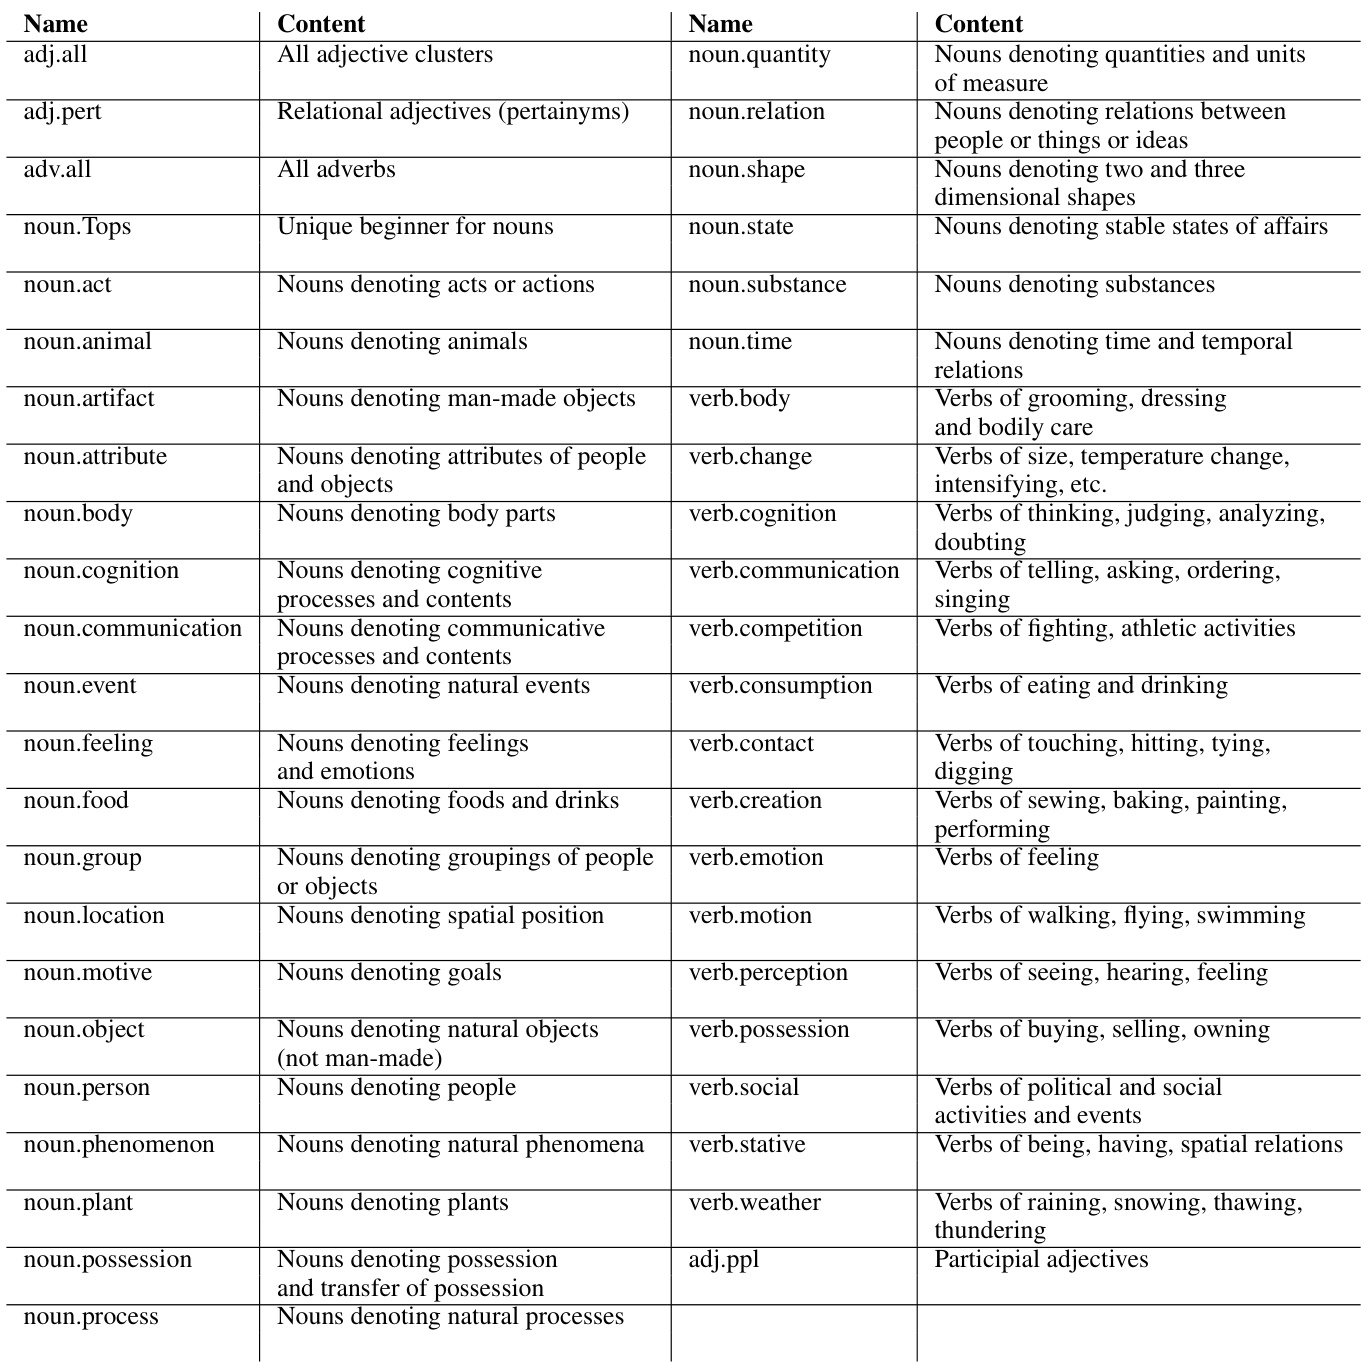 Name Content Name Content
adj.all All adjective clusters noun.quantity Nouns denoting quantities and units
of measure
adj.pert Relational adjectives (pertainyms) noun.relation Nouns denoting relations between
people or things or ideas
adv.all All adverbs noun.shape Nouns denoting two and three
dimensional shapes
noun.Tops Unique beginner for nouns noun.state Nouns denoting stable states of affairs
noun.act Nouns denoting acts or actions noun.substance Nouns denoting substances
noun.animal Nouns denoting animals noun.time Nouns denoting time and temporal
relations
noun.artifact Nouns denoting man-made objects verb.body Verbs of grooming, dressing
and bodily care
noun.attribute Nouns denoting attributes of people verb.change Verbs of size, temperature change,
and objects intensifying, etc.
noun.body Nouns denoting body parts verb.cognition Verbs of thinking, judging, analyzing,
doubting
noun.cognition Nouns denoting cognitive verb.communication Verbs of telling, asking, ordering,
processes and contents singing
noun.communication Nouns denoting communicative verb.competition Verbs of fighting, athletic activities
processes and contents
noun.event Nouns denoting natural events verb.consumption Verbs of eating and drinking
noun.feeling Nouns denoting feelings verb.contact Verbs of touching, hitting, tying,
and emotions digging
noun.food Nouns denoting foods and drinks verb.creation Verbs of sewing, baking, painting,
performing
noun.group Nouns denoting groupings of people verb.emotion Verbs of feeling
or objects
noun.location Nouns denoting spatial position verb.motion Verbs of walking, flying, swimming
noun.motive Nouns denoting goals verb.perception Verbs of seeing, hearing, feeling
noun.object Nouns denoting natural objects verb.possession Verbs of buying, selling, owning
(not man-made)
noun.person Nouns denoting people verb.social Verbs of political and social
activities and events
noun.phenomenon Nouns denoting natural phenomena verb.stative Verbs of being, having, spatial relations
noun.plant Nouns denoting plants verb.weather Verbs of raining, snowing, thawing,
thundering
noun.possession Nouns denoting possession adj.ppl Participial adjectives
and transfer of possession
noun.process Nouns denoting natural processes